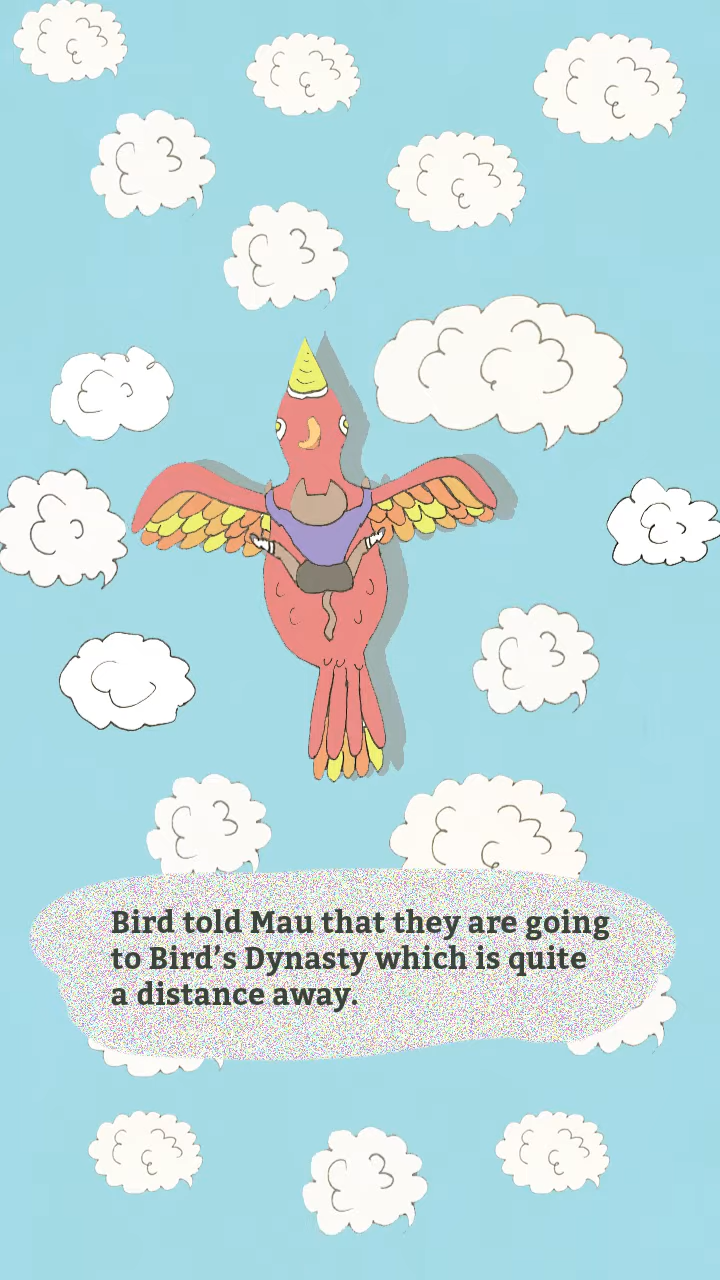 Bird told Mau that they are going
to Bird’s Dynasty which is quite
a distance away.